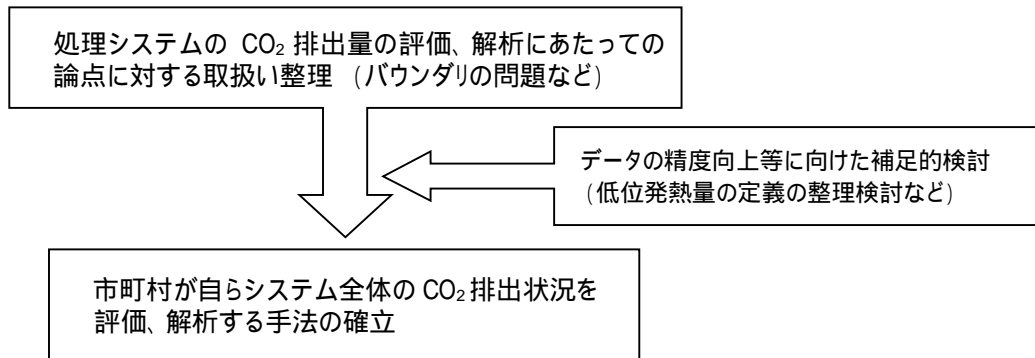 処理システムの CO₂ 排出量の評価、解析にあたっての
論点に対する取扱い整理 （バウンダリの問題など）
データの精度向上等に向けた補足的検討
（低位発熱量の定義の整理検討など）
市町村が自らシステム全体の CO₂ 排出状況を
評価、解析する手法の確立